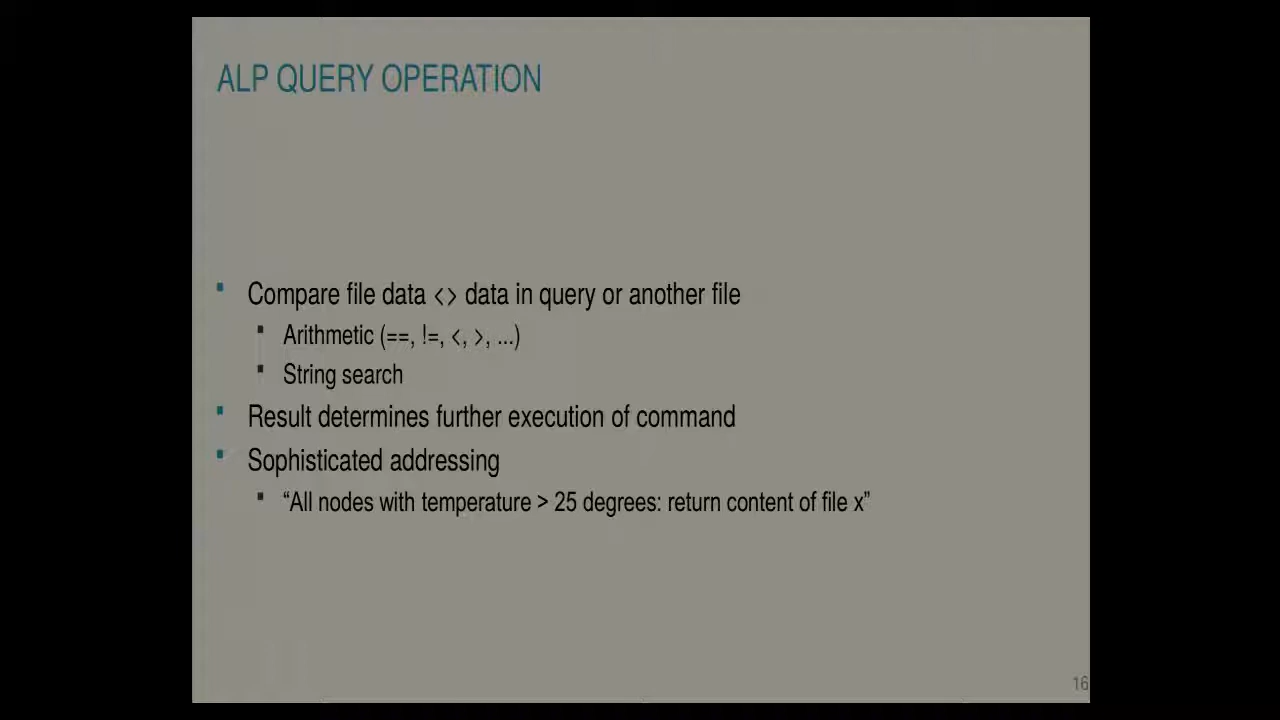 ALP QUERY OPERATION
Compare file data <> data in query or another file
Arithmetic (==, !=, <, >, ...)
String search
Result determines further execution of command
Sophisticated addressing
“All nodes with temperature > 25 degrees: return content of file x”
16